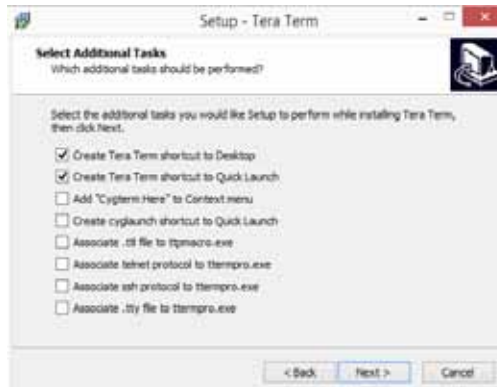 Setup - Tera Term
Select Additional Tasks
Which additional tasks should be performed?
Select the additional tasks you would like Setup to perform while installing Tera Term,
then click Next.
Create Tera Term shortcut to Desktop
Create Tera Term shortcut to Quick Launch
Add "Cygterm Here" to Context menu
Create cyglaunch shortcut to Quick Launch
Associate .ttl file to ttpmacro.exe
Associate telnet protocol to ttermpro.exe
Associate ssh protocol to ttermpro.exe
Associate .tty file to ttermpro.exe
< Back Next > Cancel